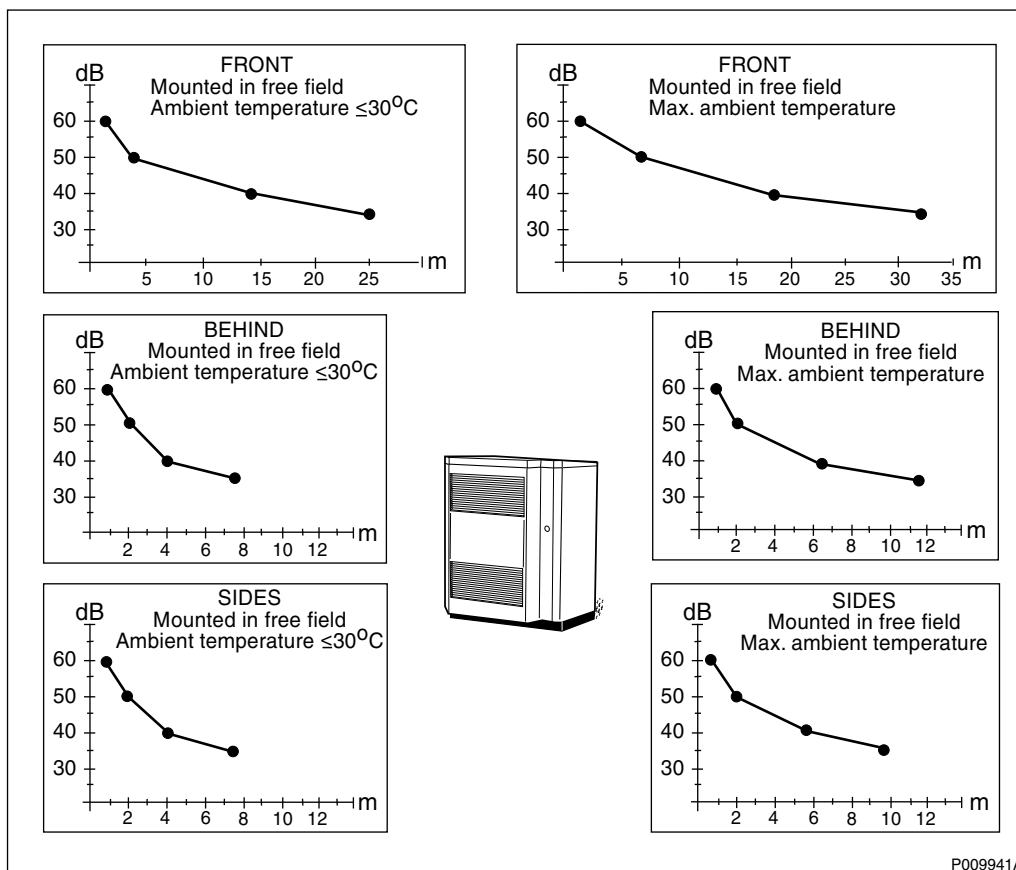 FRONT
Mounted in free field
Ambient temperature ≤30°C
dB
60
50
40
30
5 10 15 20 25 m
FRONT
Mounted in free field
Max. ambient temperature
dB
60
50
40
30
5 10 15 20 25 30 35 m
BEHIND
Mounted in free field
Ambient temperature ≤30°C
dB
60
50
40
30
2 4 6 8 10 12 m
BEHIND
Mounted in free field
Max. ambient temperature
dB
60
50
40
30
2 4 6 8 10 12 m
SIDES
Mounted in free field
Ambient temperature ≤30°C
dB
60
50
40
30
2 4 6 8 10 12 m
SIDES
Mounted in free field
Max. ambient temperature
dB
60
50
40
30
2 4 6 8 10 12 m
P009941A